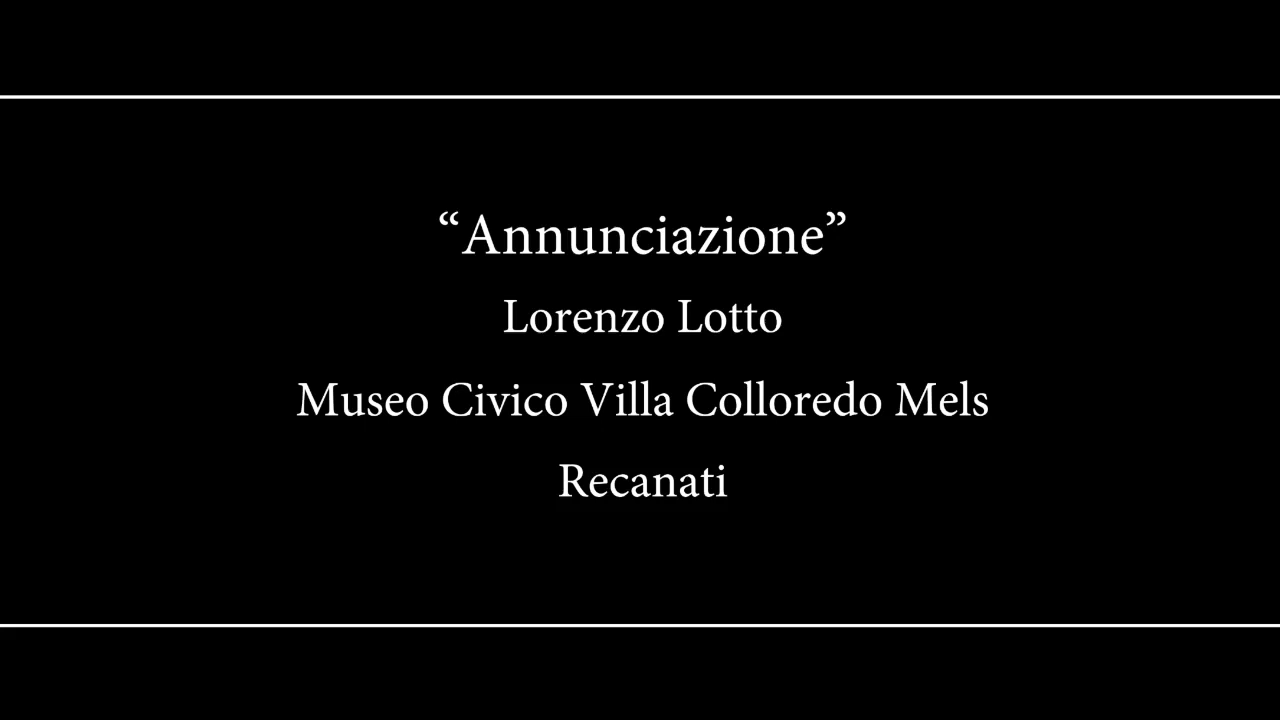 “Annunciazione”
Lorenzo Lotto
Museo Civico Villa Colloredo Mels
Recanati